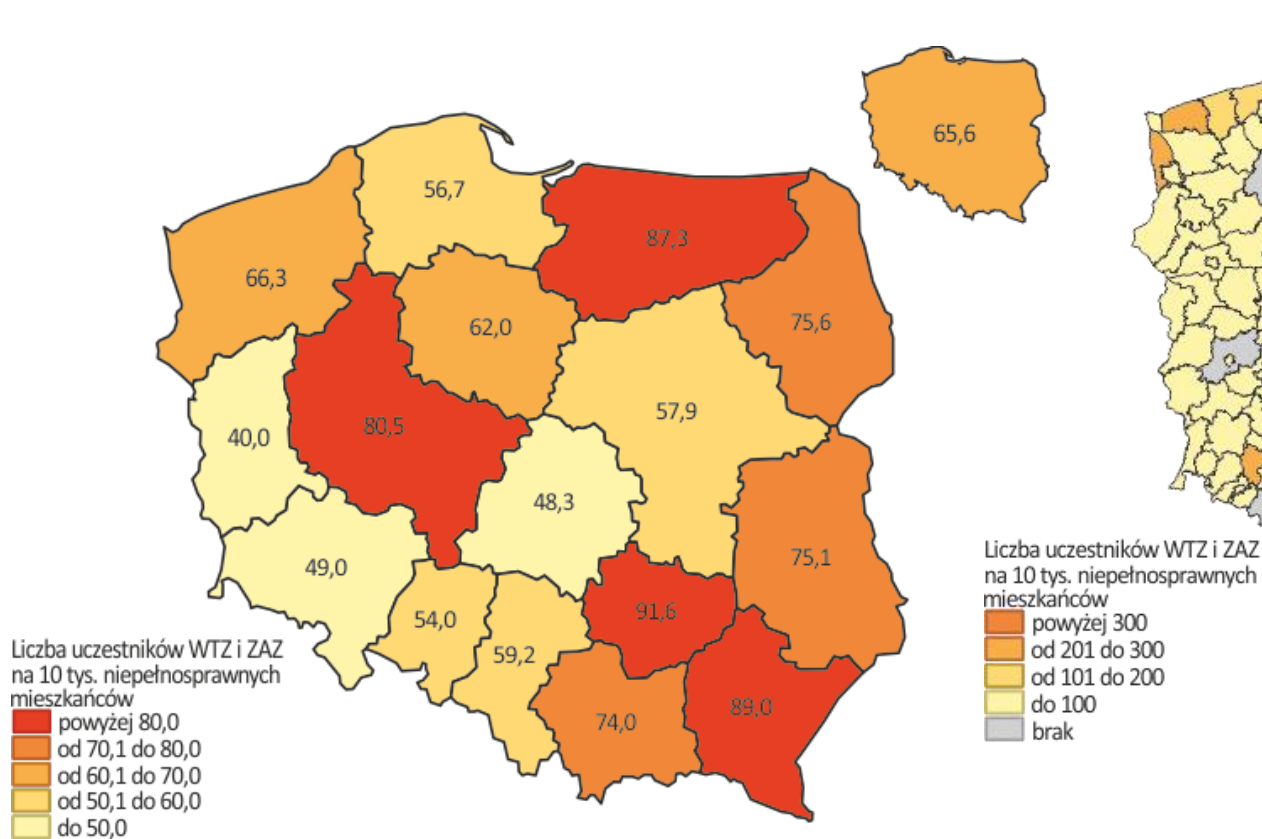 65,6
56,7
87,3
66,3
62,0
75,6
57,9
80,5
40,0
48,3
49,0
75,1
91,6
54,0
59,2
89,0
74,0
Liczba uczestników WTZ i ZAZ
na 10 tys. niepełnosprawnych
mieszkańców
powyżej 80,0
od 70,1 do 80,0
od 60,1 do 70,0
od 50,1 do 60,0
do 50,0
Liczba uczestników WTZ i ZAZ
na 10 tys. niepełnosprawnych
mieszkańców
powyżej 300
od 201 do 300
od 101 do 200
do 100
brak